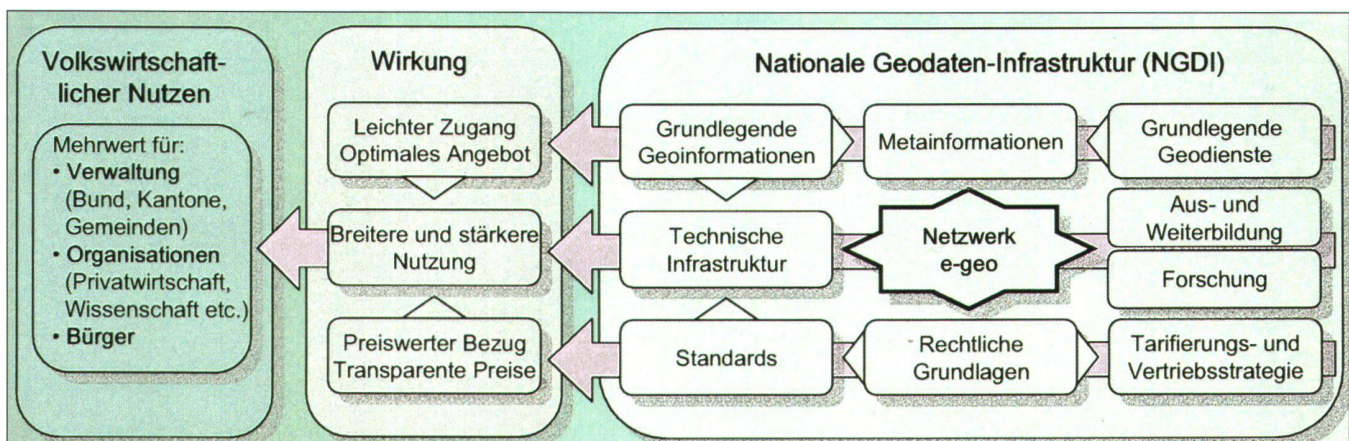 Volkswirtschaft-
licher Nutzen
Mehrwert für:
• Verwaltung
(Bund, Kantone,
Gemeinden)
• Organisationen
(Privatwirtschaft,
Wissenschaft etc.)
• Bürger
Wirkung
Leichter Zugang
Optimales Angebot
Breitere und stärkere
Nutzung
Preiswerter Bezug
Transparente Preise
Nationale Geodaten-Infrastruktur (NGDI)
Grundlegende
Geoinformationen
Metainformationen
Grundlegende
Geodienste
Technische
Infrastruktur
Netzwerk
e-geo
Aus- und
Weiterbildung
Forschung
Standards
Rechtliche
Grundlagen
Tarifierungs- und
Vertriebsstrategie